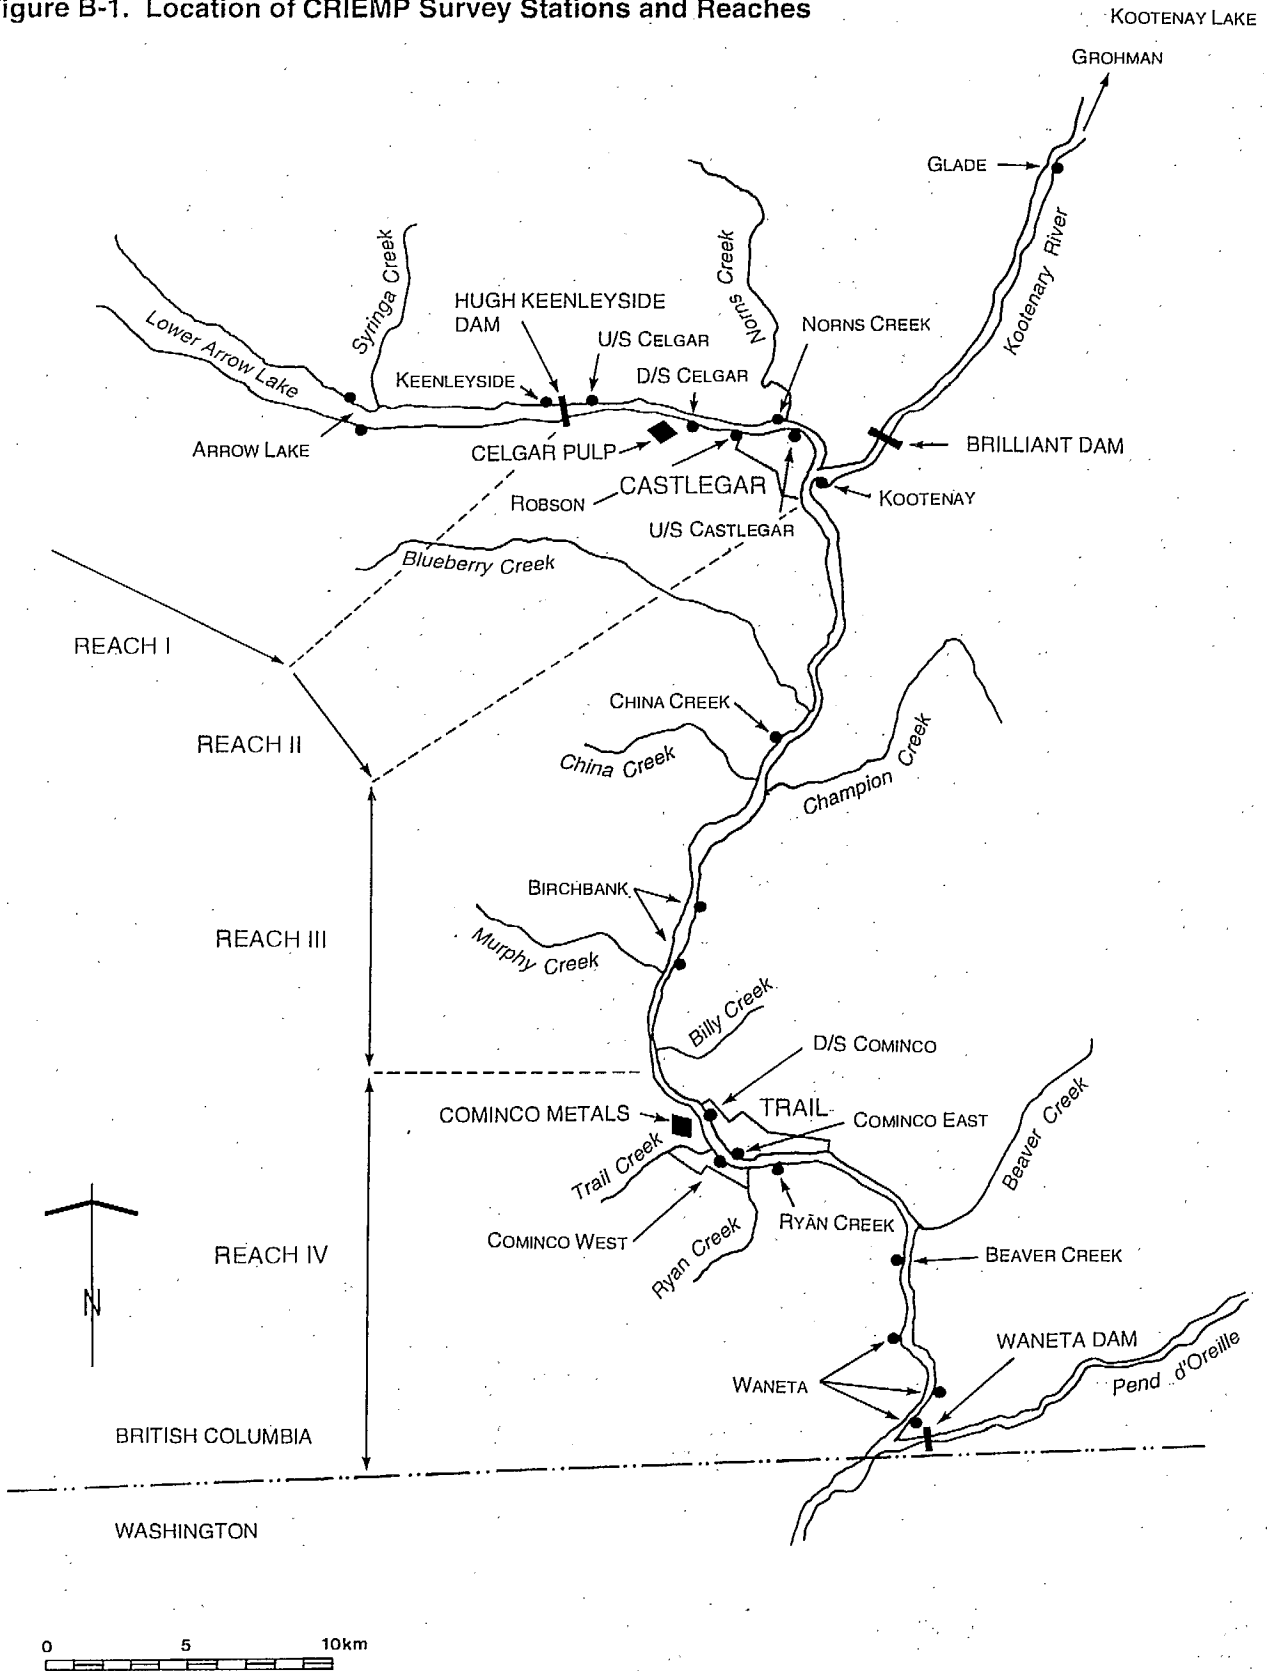 igure B-1. Location of CRIEMP Survey Stations and Reaches
KOOTENAY LAKE
GROHMAN
GLADE
Kootenary River
Syringa Creek
Norns Creek
HUGH KEENLEYSIDE
DAM
NORNS CREEK
U/S CELGAR
Lower Arrow Lake
KEENLEYSIDE
D/S CELGAR
ARROW LAKE
CELGAR PULP
BRILLIANT DAM
CASTLEGAR
ROBSON
KOOTENAY
U/S CASTLEGAR
Blueberry Creek
REACH I
CHINA CREEK
REACH II
China Creek
Champion Creek
BIRCHBANK
REACH III
Murphy Creek
Billy Creek
D/S COMINCO
COMINCO METALS
TRAIL
COMINCO EAST
Beaver Creek
Trail Creek
RYAN CREEK
COMINCO WEST
Ryan Creek
REACH IV
BEAVER CREEK
N
WANETA DAM
WANETA
Pend d'Oreille
BRITISH COLUMBIA
WASHINGTON
0 5 10km